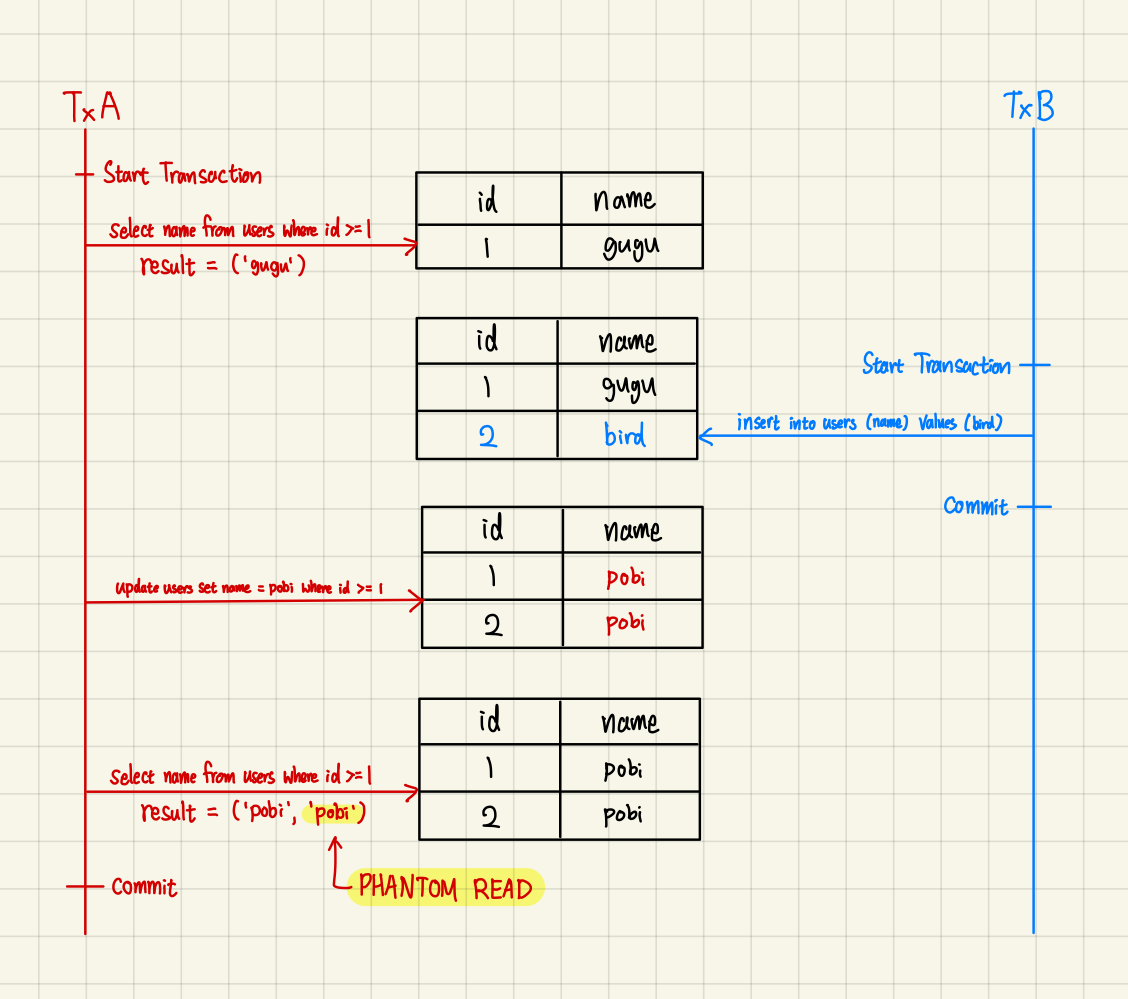 TxA
TxB
Start Transaction
Select name from users where id >= 1
result = ('gugu')
id name
1 gugu
id name
1 gugu
2 bird
Start Transaction
insert into users (name) values (bird)
Commit
id name
1 pobi
2 pobi
update users set name = pobi where id >= 1
id name
1 pobi
2 pobi
Select name from users where id >= 1
result = ('pobi', 'pobi')
PHANTOM READ
Commit